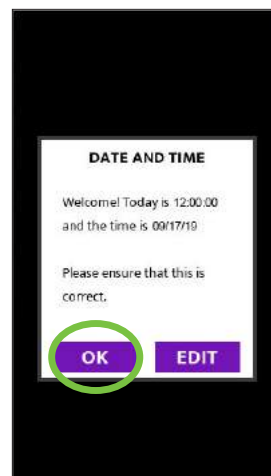 DATE AND TIME
Welcome! Today is 12:00:00
and the time is 09/17/19
Please ensure that this is
correct.
OK EDIT